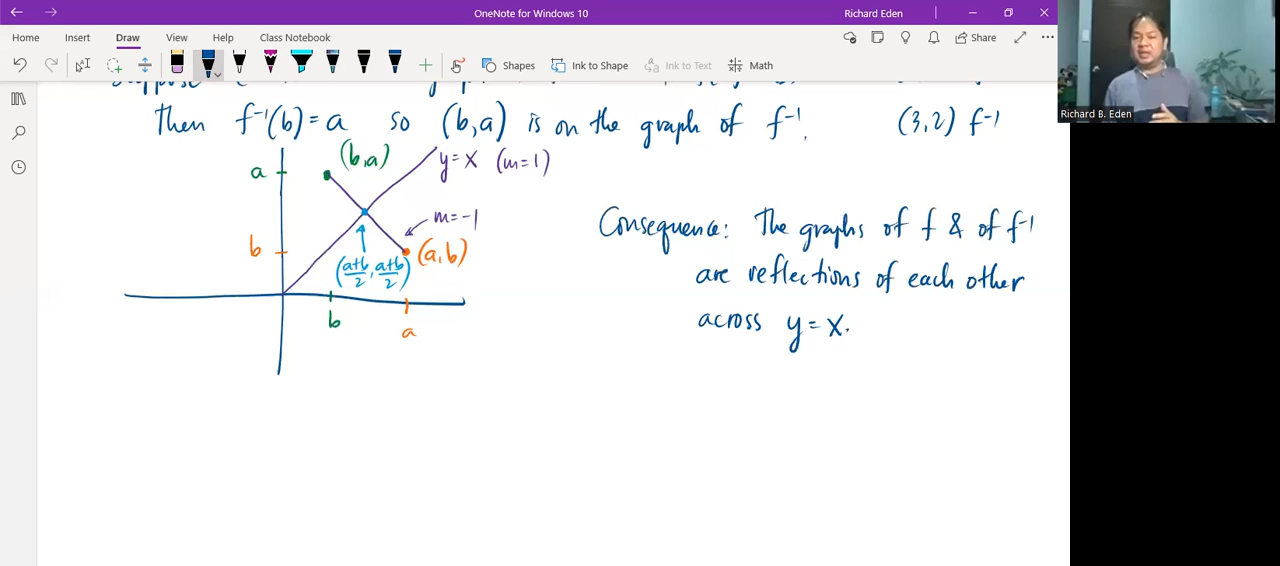 OneNote for Windows 10
Richard Eden
Home Insert Draw View Help Class Notebook
Share
Shapes Ink to Shape Ink to Text Math
Richard B. Eden
Suppose
then f⁻¹(b) = a so (b,a) is on the graph of f⁻¹. (3,2) f⁻¹
(b,a)
y=x (m=1)
a
m=-1
b
(a,b)
(a+b/2, a+b/2)
b
a
Consequence: The graphs of f & of f⁻¹
are reflections of each other
across y=x.